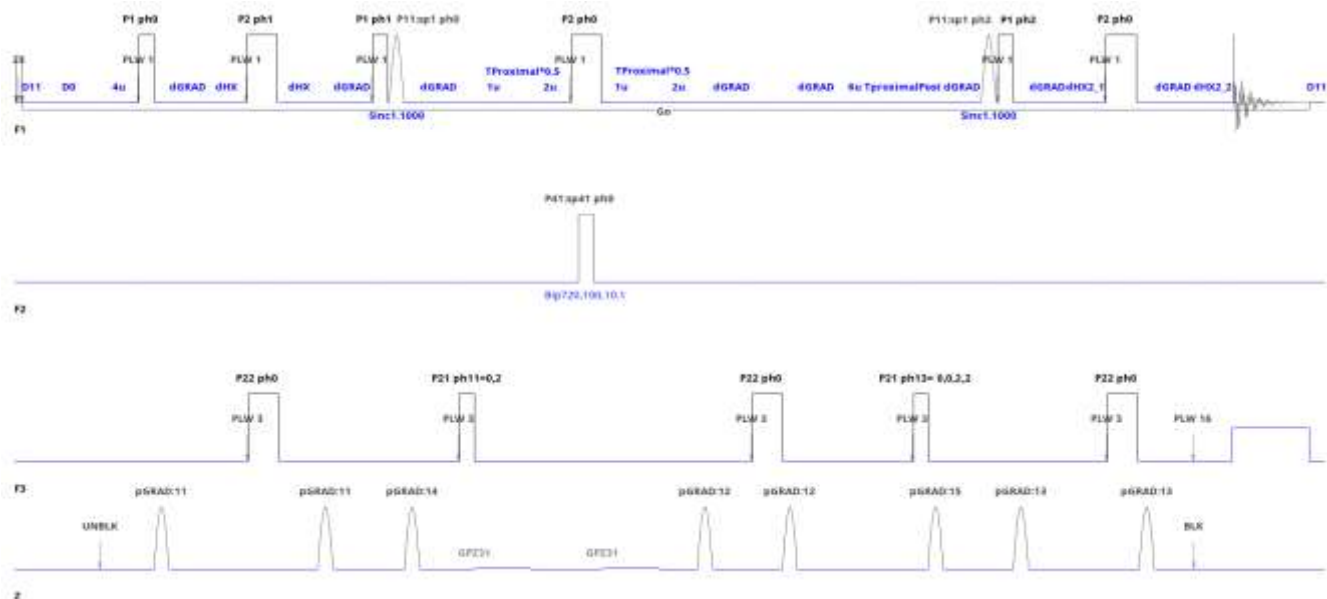 P1 ph0 P2 ph1 P1 ph1 P11:sp1 ph0 P2 ph0 P11:sp1 ph2 P1 ph2 P2 ph0
PLW 1 PLW 1 PLW 1 PLW 1 PLW 1 PLW 1
TProximal*0.5 TProximal*0.5
D11 D0 4u dGRAD dHX dHX dGRAD dGRAD 1u 2u 1u 2u dGRAD dGRAD 4u TproximalPost dGRAD dGRADdHX2_1 dGRAD dHX2_2 D11
Go
Sinc1.1000 Sinc1.1000
F1
P41:sp41 ph0
Bip720,100,10.1
F2
P22 ph0 P21 ph11=0,2 P22 ph0 P21 ph13= 0,0,2,2 P22 ph0
PLW 3 PLW 3 PLW 3 PLW 3 PLW 3 PLW 16
F3
pGRAD:11 pGRAD:11 pGRAD:14 pGRAD:12 pGRAD:12 pGRAD:15 pGRAD:13 pGRAD:13
UNBLK BLK
GPZ31 GPZ31
Z